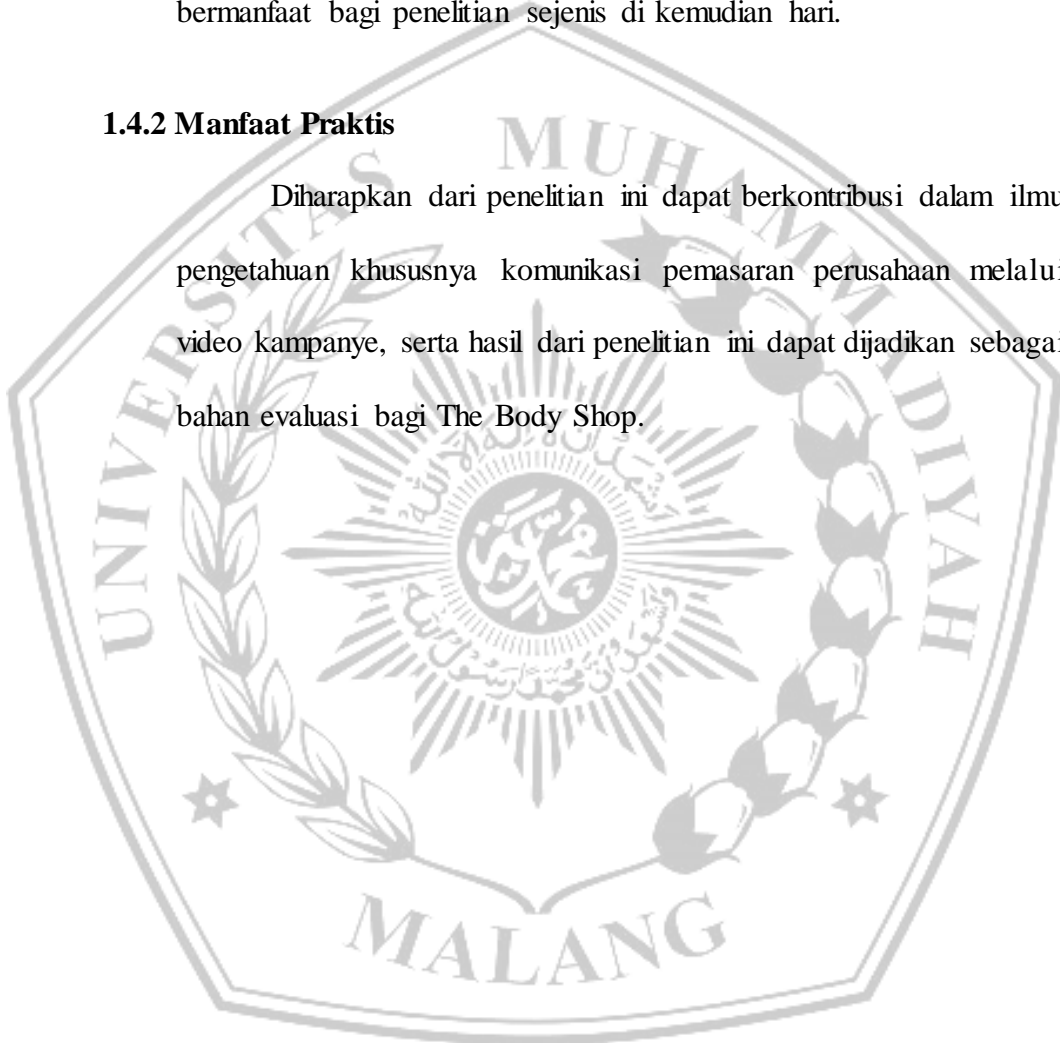 bermanfaat bagi penelitian sejenis di kemudian hari.
1.4.2 Manfaat Praktis
Diharapkan dari penelitian ini dapat berkontribusi dalam ilmu
pengetahuan khususnya komunikasi pemasaran perusahaan melalui
video kampanye, serta hasil dari penelitian ini dapat dijadikan sebagai
bahan evaluasi bagi The Body Shop.
UNIVERSITAS MUHAMMADIYAH
MALANG